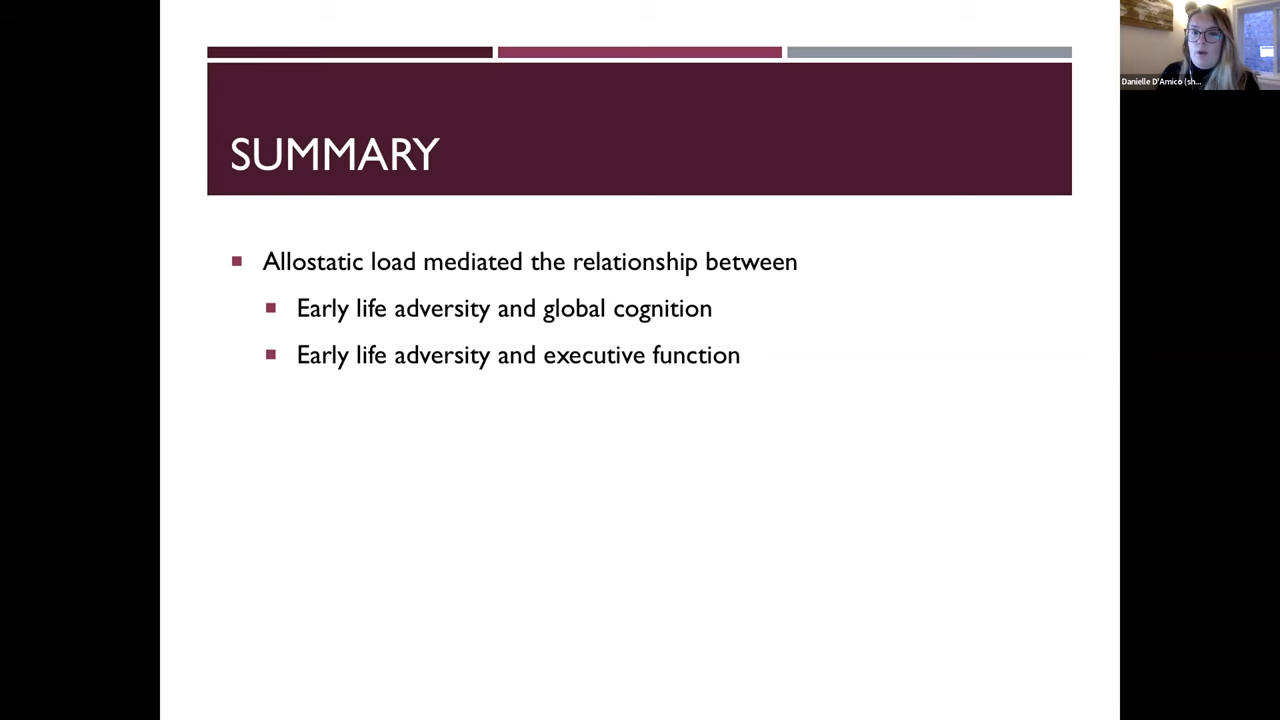 Danielle D'Amico (sh...
SUMMARY
Allostatic load mediated the relationship between
Early life adversity and global cognition
Early life adversity and executive function